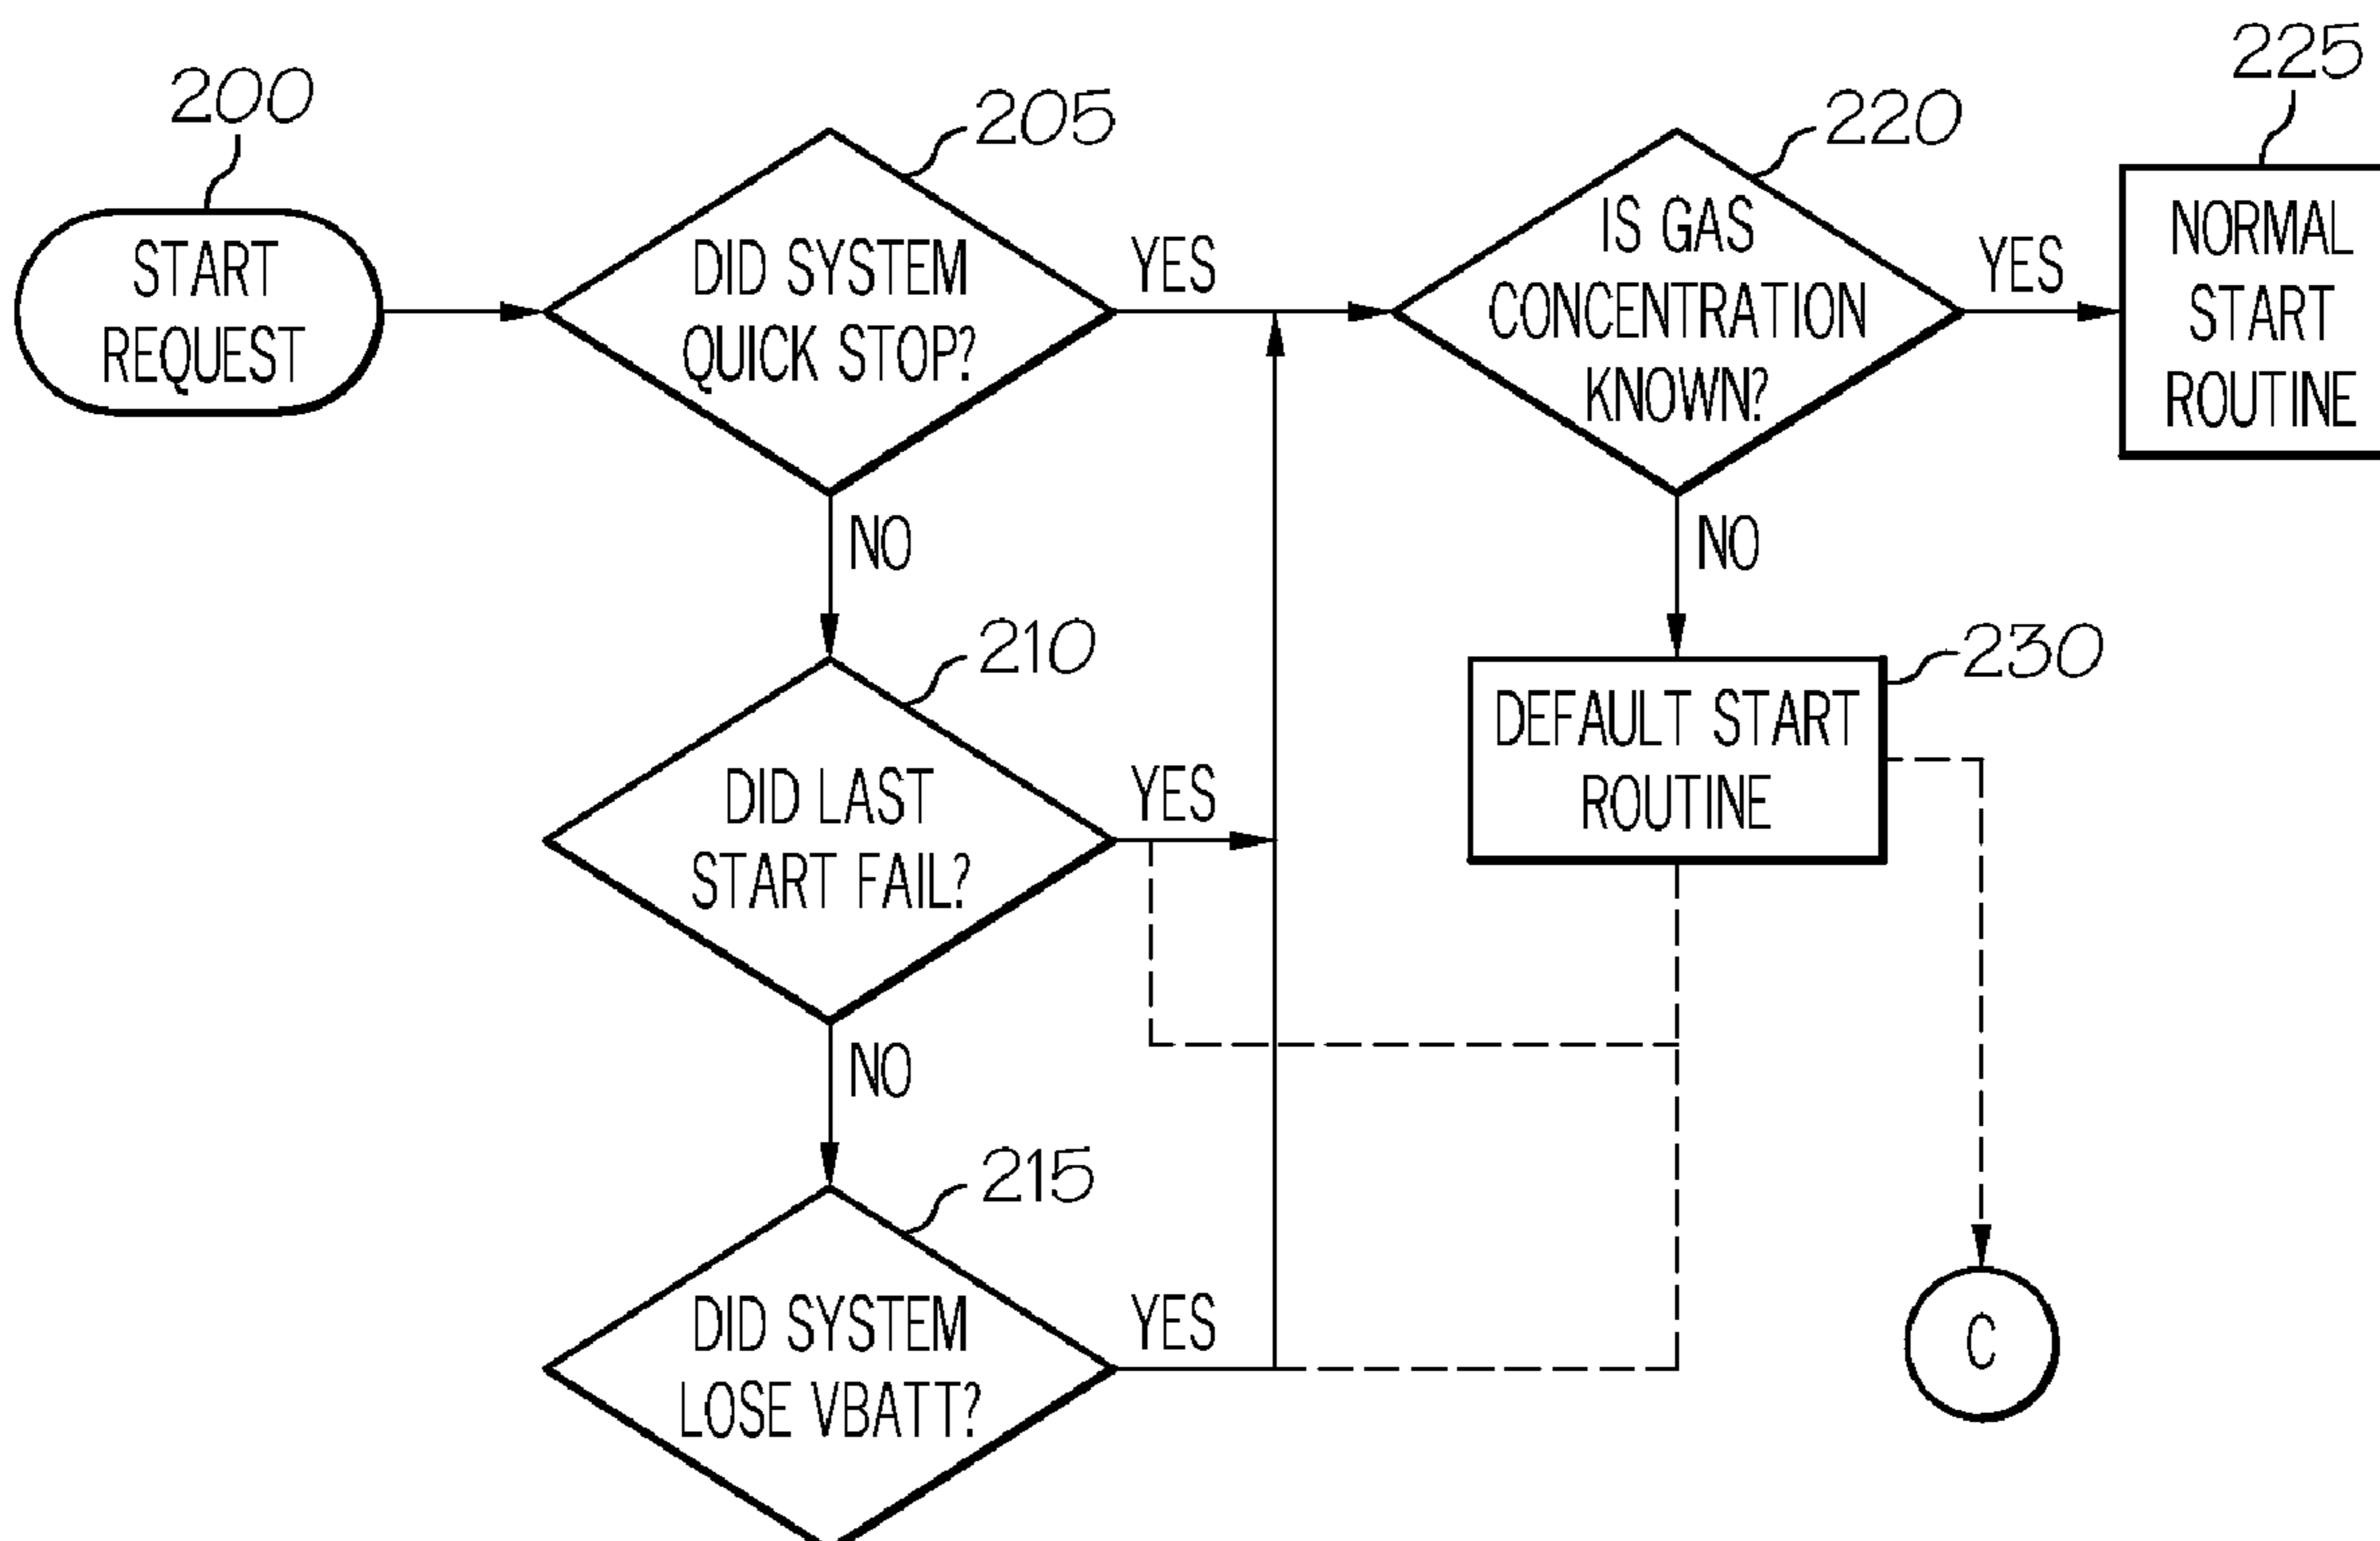 200
START
REQUEST
205
DID SYSTEM
QUICK STOP?
YES
NO
220
IS GAS
CONCENTRATION
KNOWN?
YES
NO
225
NORMAL
START
ROUTINE
210
DID LAST
START FAIL?
YES
NO
230
DEFAULT START
ROUTINE
215
DID SYSTEM
LOSE VBATT?
YES
C